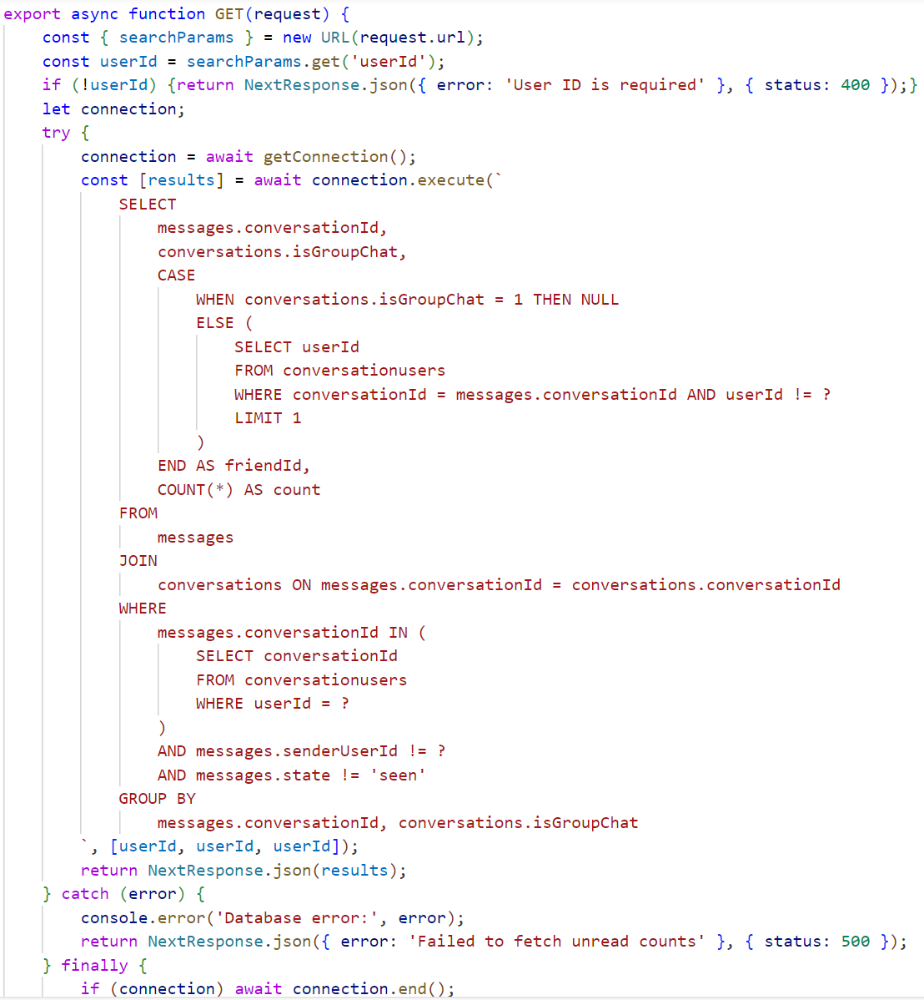 export async function GET(request) {
    const { searchParams } = new URL(request.url);
    const userId = searchParams.get('userId');
    if (!userId) {return NextResponse.json({ error: 'User ID is required' }, { status: 400 });}
    let connection;
    try {
        connection = await getConnection();
        const [results] = await connection.execute(`
            SELECT
                messages.conversationId,
                conversations.isGroupChat,
                CASE
                    WHEN conversations.isGroupChat = 1 THEN NULL
                    ELSE (
                        SELECT userId
                        FROM conversationusers
                        WHERE conversationId = messages.conversationId AND userId != ?
                        LIMIT 1
                    )
                END AS friendId,
                COUNT(*) AS count
            FROM
                messages
            JOIN
                conversations ON messages.conversationId = conversations.conversationId
            WHERE
                messages.conversationId IN (
                    SELECT conversationId
                    FROM conversationusers
                    WHERE userId = ?
                )
                AND messages.senderUserId != ?
                AND messages.state != 'seen'
            GROUP BY
                messages.conversationId, conversations.isGroupChat
        `, [userId, userId, userId]);
        return NextResponse.json(results);
    } catch (error) {
        console.error('Database error:', error);
        return NextResponse.json({ error: 'Failed to fetch unread counts' }, { status: 500 });
    } finally {
        if (connection) await connection.end();